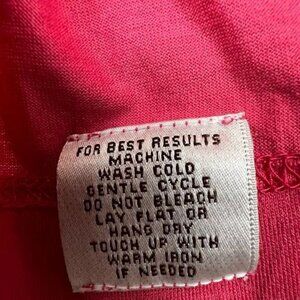 FOR BEST RESULTS
MACHINE
WASH COLD
GENTLE CYCLE
DO NOT BLEACH
LAY FLAT OR
HANG DRY
TOUCH UP WITH
WARM IRON
IF NEEDED